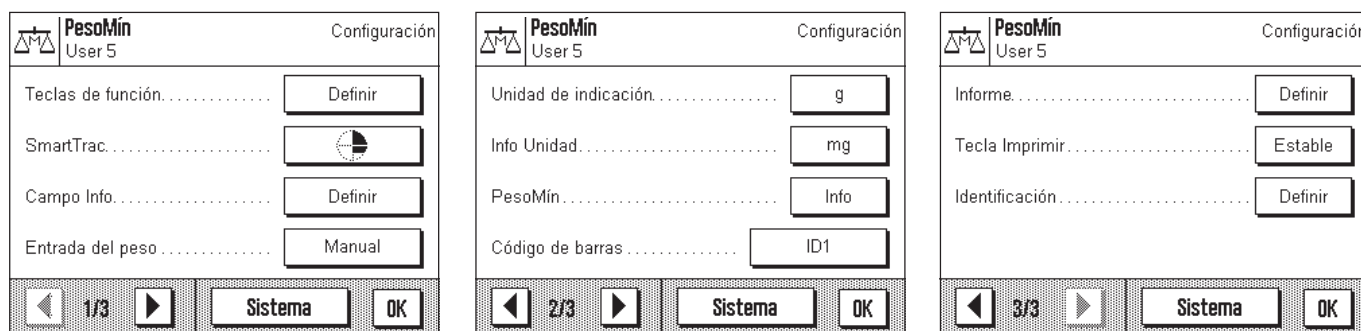 PesoMín
User 5
Configuración
Teclas de función.............. Definir
SmartTrac.....................
Campo Info.................... Definir
Entrada del peso .............. Manual
1/3 Sistema OK
PesoMín
User 5
Configuración
Unidad de indicación................ g
Info Unidad......................... mg
PesoMín ........................... Info
Código de barras .............. ID1
2/3 Sistema OK
PesoMín
User 5
Configuración
Informe............................. Definir
Tecla Imprimir....................... Estable
Identificación........................ Definir
3/3 Sistema OK